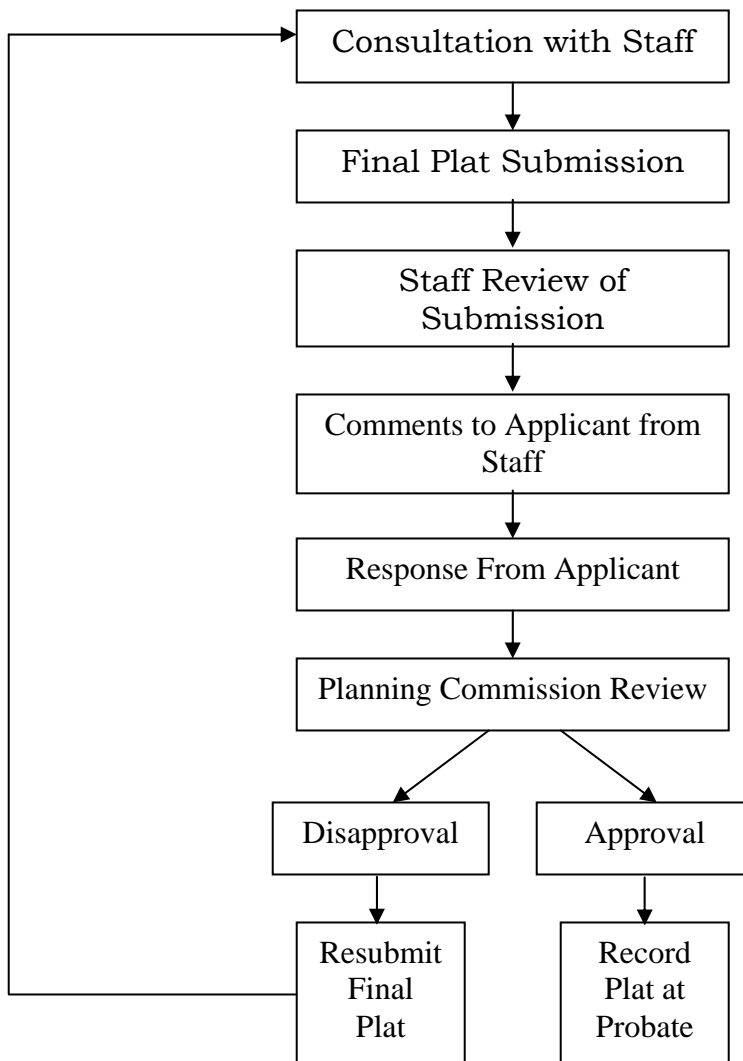 Consultation with Staff
Final Plat Submission
Staff Review of
Submission
Comments to Applicant from
Staff
Response From Applicant
Planning Commission Review
Disapproval
Approval
Resubmit
Final
Plat
Record
Plat at
Probate